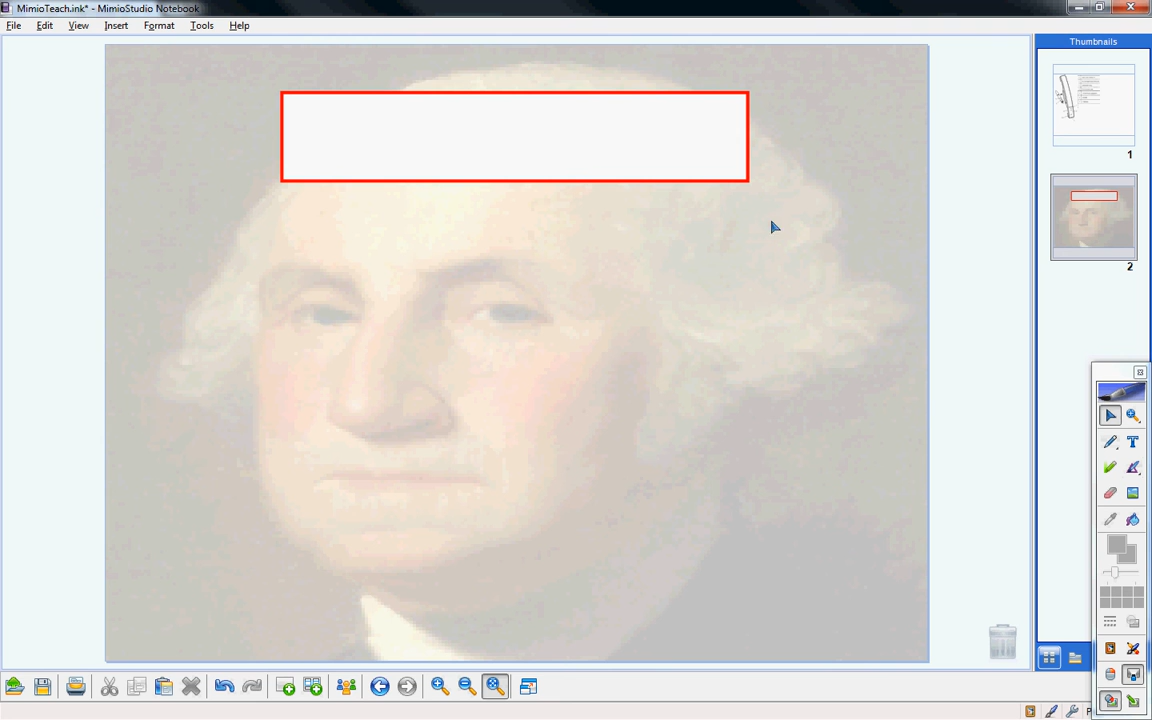 MimioTeach.ink* - MimioStudio Notebook
File Edit View Insert Format Tools Help
Thumbnails
1
2
T